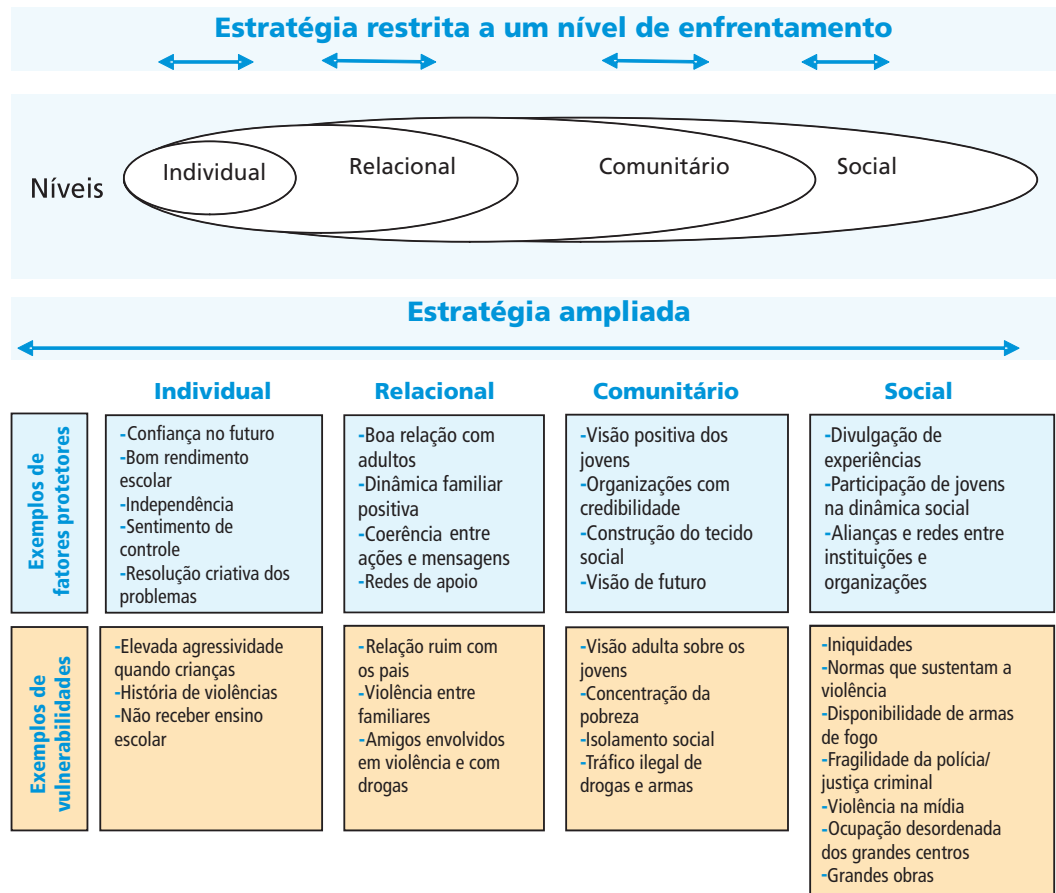 Estratégia restrita a um nível de enfrentamento
Níveis
Individual
Relacional
Comunitário
Social
Estratégia ampliada
Individual
Relacional
Comunitário
Social
Exemplos de
fatores protetores
-Confiança no futuro
-Bom rendimento
escolar
-Independência
-Sentimento de
controle
-Resolução criativa dos
problemas
-Boa relação com
adultos
-Dinâmica familiar
positiva
-Coerência entre
ações e mensagens
-Redes de apoio
-Visão positiva dos
jovens
-Organizações com
credibilidade
-Construção do tecido
social
-Visão de futuro
-Divulgação de
experiências
-Participação de jovens
na dinâmica social
-Alianças e redes entre
instituições e
organizações
Exemplos de
vulnerabilidades
-Elevada agressividade
quando crianças
-História de violências
-Não receber ensino
escolar
-Relação ruim com
os pais
-Violência entre
familiares
-Amigos envolvidos
em violência e com
drogas
-Visão adulta sobre os
jovens
-Concentração da
pobreza
-Isolamento social
-Tráfico ilegal de
drogas e armas
-Iniquidades
-Normas que sustentam a
violência
-Disponibilidade de armas
de fogo
-Fragilidade da polícia/
justiça criminal
-Violência na mídia
-Ocupação desordenada
dos grandes centros
-Grandes obras